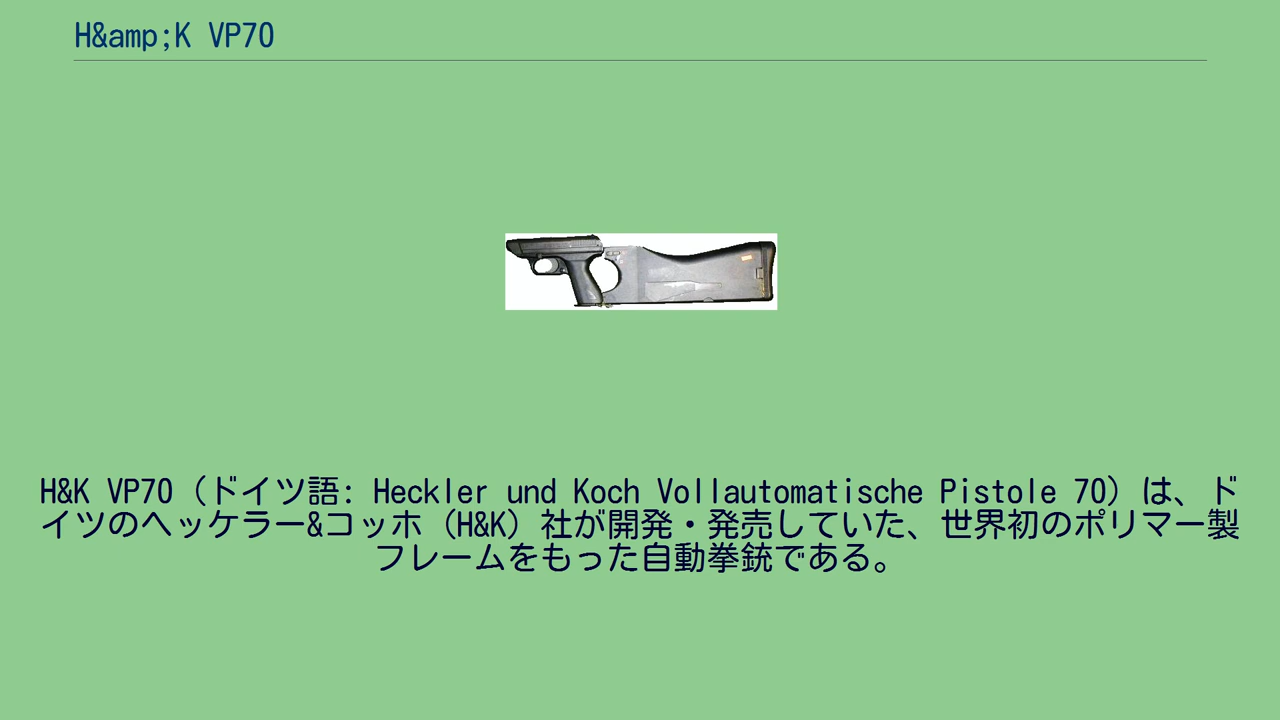 H&amp;K VP70
H&K VP70（ドイツ語: Heckler und Koch Vollautomatische Pistole 70）は、ド
イツのヘッケラー&コッホ（H&K）社が開発・発売していた、世界初のポリマー製
フレームをもった自動拳銃である。